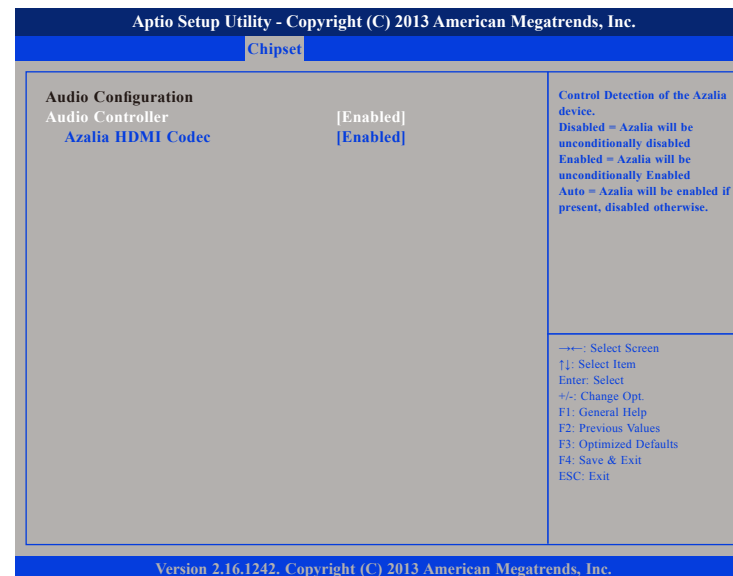 Aptio Setup Utility - Copyright (C) 2013 American Megatrends, Inc.
Chipset
Audio Configuration
Audio Controller [Enabled]
Azalia HDMI Codec [Enabled]
Control Detection of the Azalia
device.
Disabled = Azalia will be
unconditionally disabled
Enabled = Azalia will be
unconditionally Enabled
Auto = Azalia will be enabled if
present, disabled otherwise.
→←: Select Screen
↑↓: Select Item
Enter: Select
+/-: Change Opt.
F1: General Help
F2: Previous Values
F3: Optimized Defaults
F4: Save & Exit
ESC: Exit
Version 2.16.1242. Copyright (C) 2013 American Megatrends, Inc.